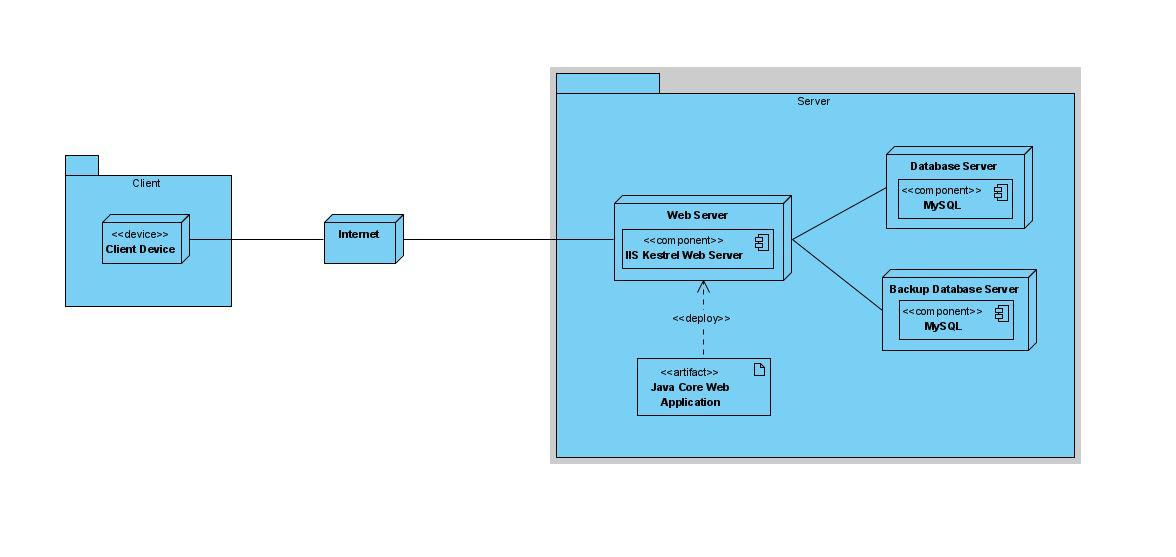 Server
Client
<<device>>
Client Device
Internet
Web Server
<<component>>
IIS Kestrel Web Server
<<deploy>>
<<artifact>>
Java Core Web
Application
Database Server
<<component>>
MySQL
Backup Database Server
<<component>>
MySQL